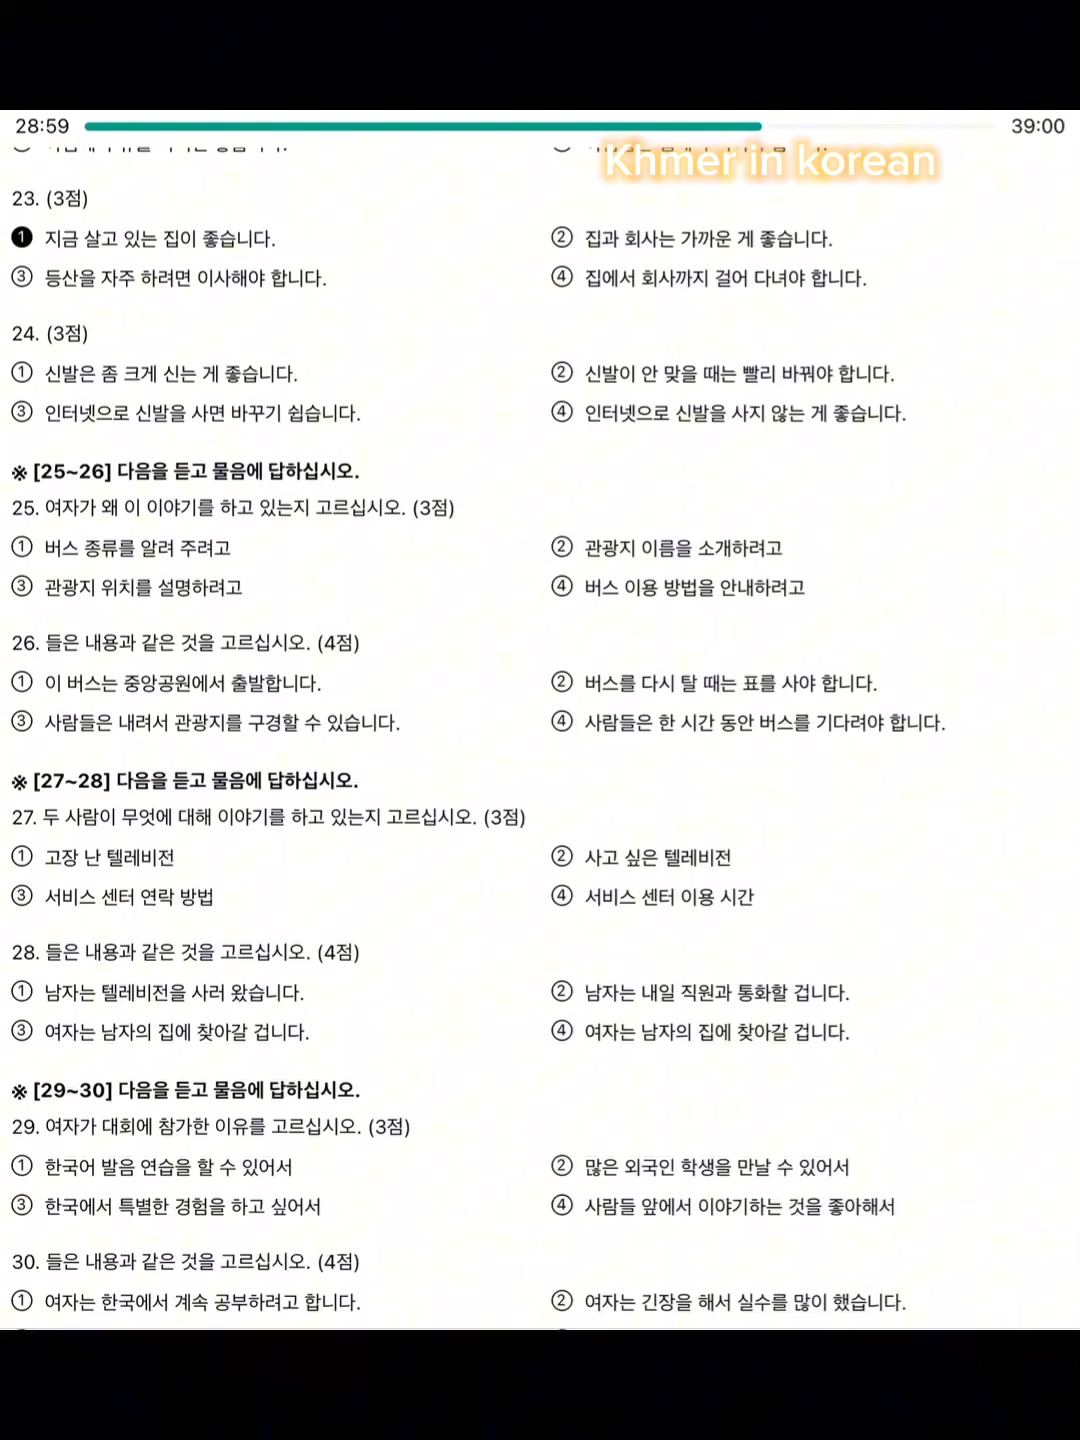 28:59 39:00
Khmer in korean
23. (3점)
❶ 지금 살고 있는 집이 좋습니다. ② 집과 회사는 가까운 게 좋습니다.
③ 등산을 자주 하려면 이사해야 합니다. ④ 집에서 회사까지 걸어 다녀야 합니다.
24. (3점)
① 신발은 좀 크게 신는 게 좋습니다. ② 신발이 안 맞을 때는 빨리 바꿔야 합니다.
③ 인터넷으로 신발을 사면 바꾸기 쉽습니다. ④ 인터넷으로 신발을 사지 않는 게 좋습니다.
※ [25~26] 다음을 듣고 물음에 답하십시오.
25. 여자가 왜 이 이야기를 하고 있는지 고르십시오. (3점)
① 버스 종류를 알려 주려고 ② 관광지 이름을 소개하려고
③ 관광지 위치를 설명하려고 ④ 버스 이용 방법을 안내하려고
26. 들은 내용과 같은 것을 고르십시오. (4점)
① 이 버스는 중앙공원에서 출발합니다. ② 버스를 다시 탈 때는 표를 사야 합니다.
③ 사람들은 내려서 관광지를 구경할 수 있습니다. ④ 사람들은 한 시간 동안 버스를 기다려야 합니다.
※ [27~28] 다음을 듣고 물음에 답하십시오.
27. 두 사람이 무엇에 대해 이야기를 하고 있는지 고르십시오. (3점)
① 고장 난 텔레비전 ② 사고 싶은 텔레비전
③ 서비스 센터 연락 방법 ④ 서비스 센터 이용 시간
28. 들은 내용과 같은 것을 고르십시오. (4점)
① 남자는 텔레비전을 사러 왔습니다. ② 남자는 내일 직원과 통화할 겁니다.
③ 여자는 남자의 집에 찾아갈 겁니다. ④ 여자는 남자의 집에 찾아갈 겁니다.
※ [29~30] 다음을 듣고 물음에 답하십시오.
29. 여자가 대회에 참가한 이유를 고르십시오. (3점)
① 한국어 발음 연습을 할 수 있어서 ② 많은 외국인 학생을 만날 수 있어서
③ 한국에서 특별한 경험을 하고 싶어서 ④ 사람들 앞에서 이야기하는 것을 좋아해서
30. 들은 내용과 같은 것을 고르십시오. (4점)
① 여자는 한국에서 계속 공부하려고 합니다. ② 여자는 긴장을 해서 실수를 많이 했습니다.